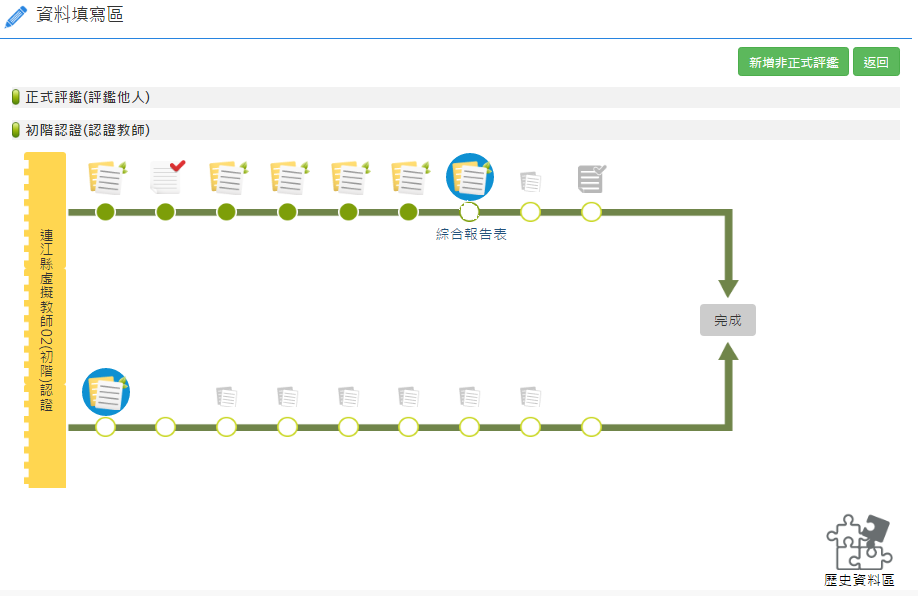 資料填寫區
新增非正式評鑑
返回
正式評鑑(評鑑他人)
初階認證(認證教師)
連江縣虛擬教師02(初階)認證
綜合報告表
完成
歷史資料區